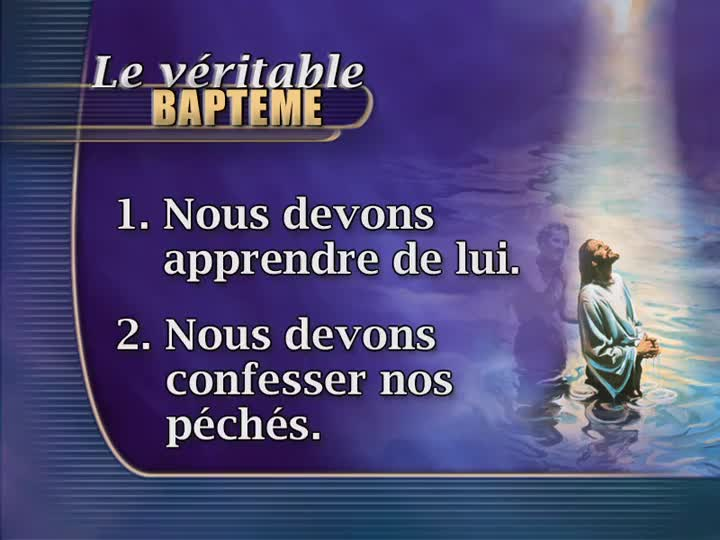 Le véritable
BAPTEME
1. Nous devons
apprendre de lui.
2. Nous devons
confesser nos
péchés.